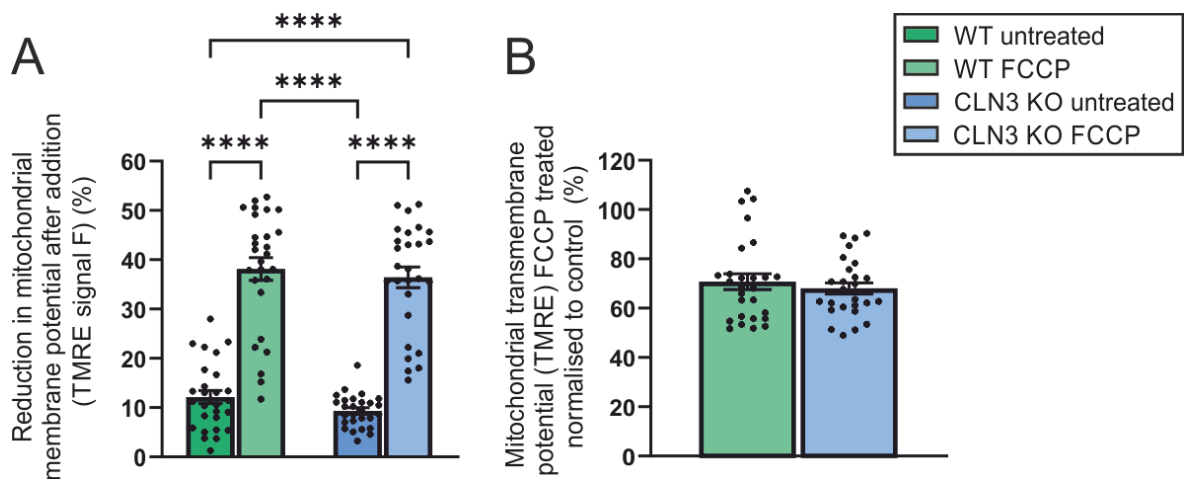 A
B
WT untreated
WT FCCP
CLN3 KO untreated
CLN3 KO FCCP
****
****
****
****
Reduction in mitochondrial
membrane potential after addition
(TMRE signal F) (%)
60
50
40
30
20
10
0
Mitochondrial transmembrane
potential (TMRE) FCCP treated
normalised to control (%)
120
100
80
60
40
20
0